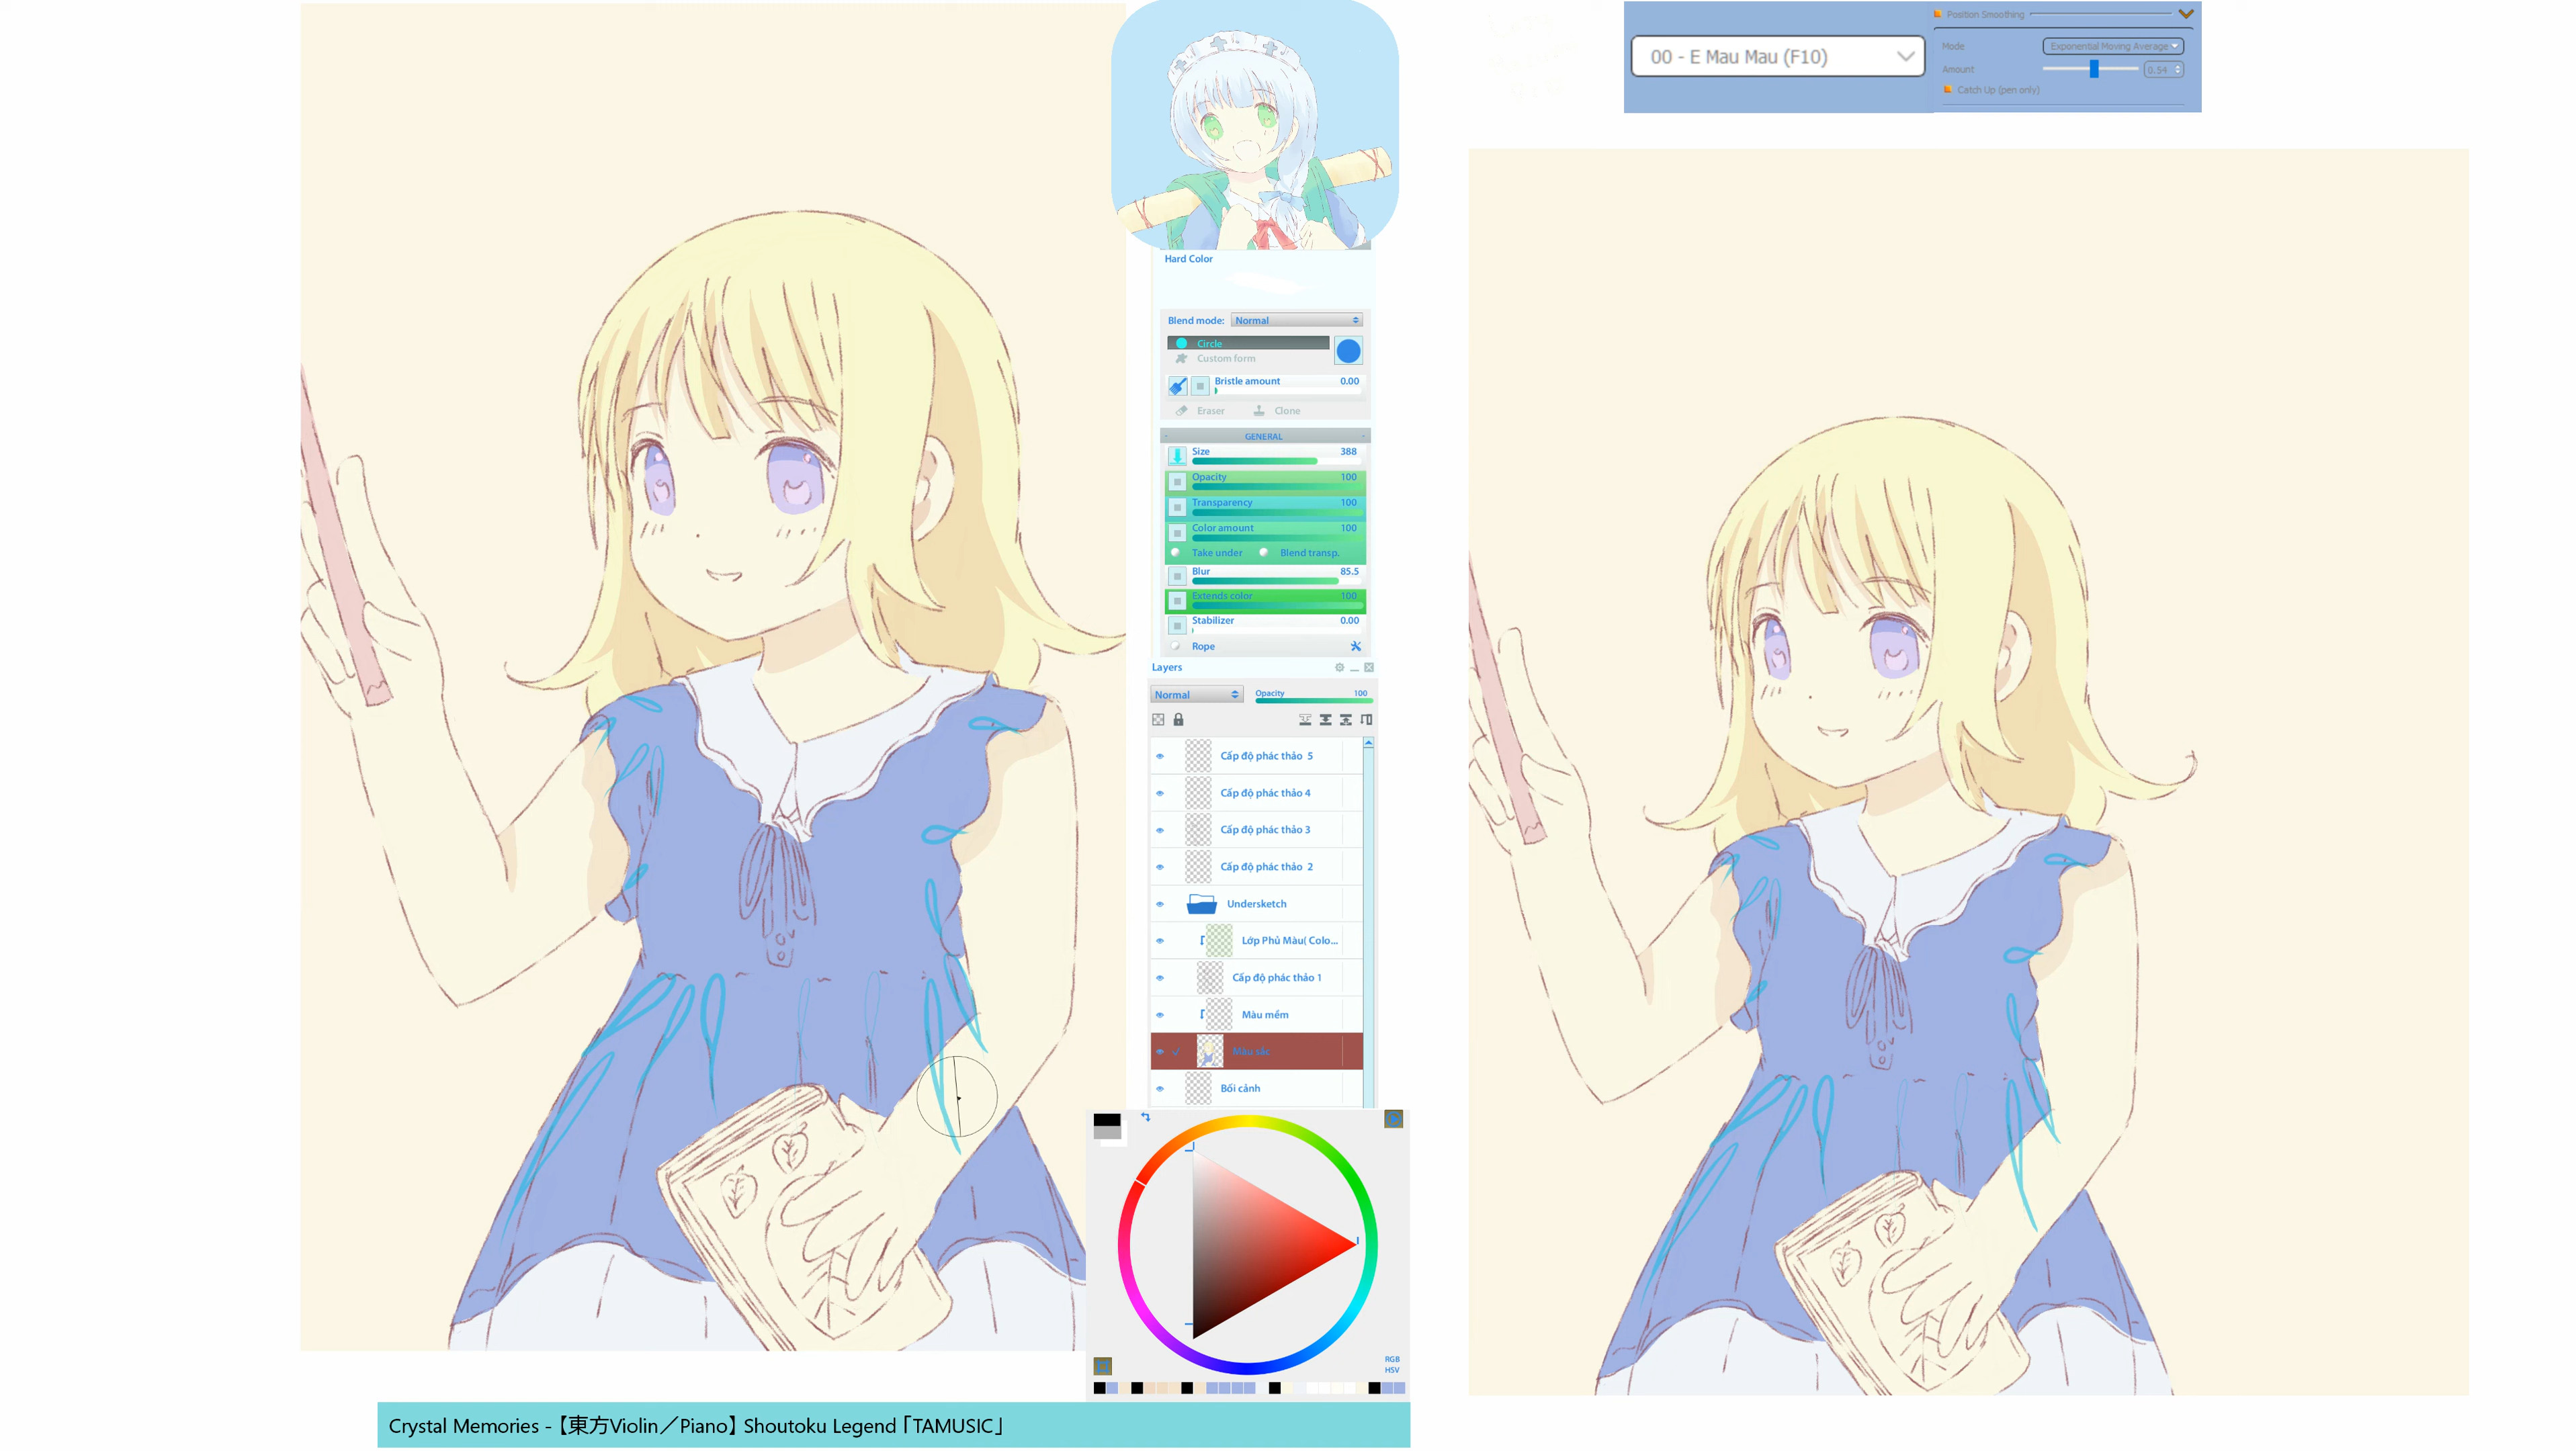 00 - E Mau Mau (F10)
Position Smoothing
Mode
Exponential Moving Average
Amount
0.54
Catch Up (pen only)
Hard Color
Blend mode: Normal
Circle
Custom form
Bristle amount 0.00
Eraser Clone
GENERAL
Size 388
Opacity 100
Transparency 100
Color amount 100
Take under Blend transp.
Blur 85.5
Extends color 100
Stabilizer 0.00
Rope
Layers
Normal Opacity 100
Cấp độ phác thảo 5
Cấp độ phác thảo 4
Cấp độ phác thảo 3
Cấp độ phác thảo 2
Undersketch
Lớp Phủ Màu( Colo...
Cấp độ phác thảo 1
Màu mềm
Màu sắc
Bối cảnh
RGB
HSV
Crystal Memories - 【東方Violin／Piano】 Shoutoku Legend 「TAMUSIC」